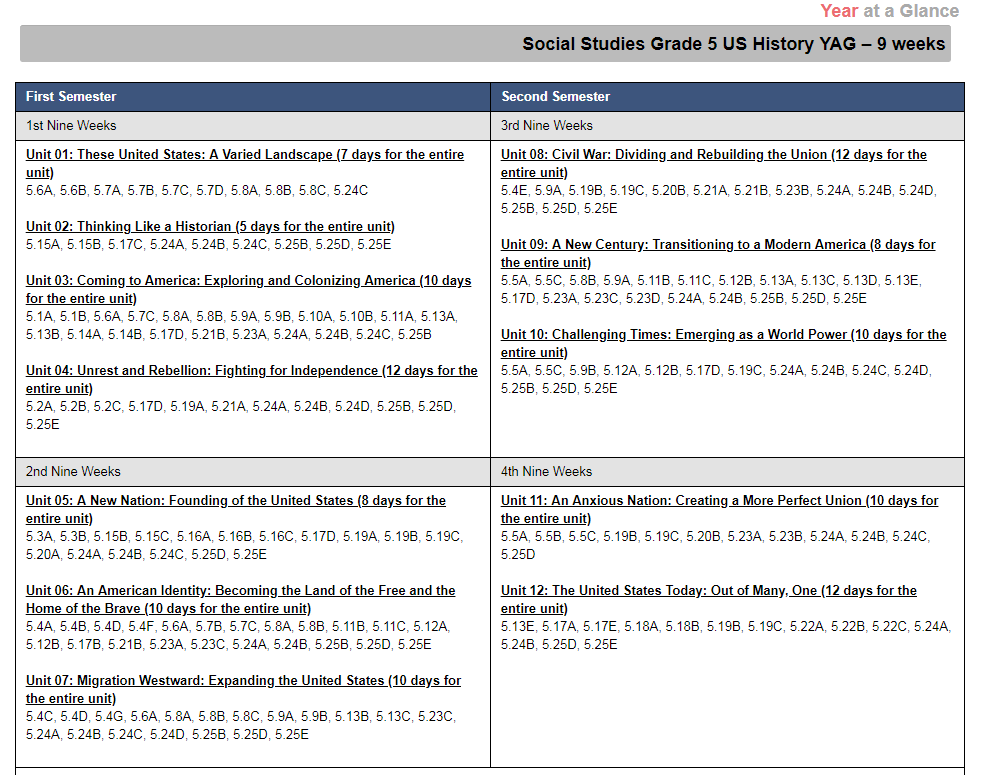 Year at a Glance
Social Studies Grade 5 US History YAG – 9 weeks
First Semester
1st Nine Weeks
Unit 01: These United States: A Varied Landscape (7 days for the entire
unit)
5.6A, 5.6B, 5.7A, 5.7B, 5.7C, 5.7D, 5.8A, 5.8B, 5.8C, 5.24C
Unit 02: Thinking Like a Historian (5 days for the entire unit)
5.15A, 5.15B, 5.17C, 5.24A, 5.24B, 5.24C, 5.25B, 5.25D, 5.25E
Unit 03: Coming to America: Exploring and Colonizing America (10 days
for the entire unit)
5.1A, 5.1B, 5.6A, 5.7C, 5.8A, 5.8B, 5.9A, 5.9B, 5.10A, 5.10B, 5.11A, 5.13A,
5.13B, 5.14A, 5.14B, 5.17D, 5.21B, 5.23A, 5.24A, 5.24B, 5.24C, 5.25B
Unit 04: Unrest and Rebellion: Fighting for Independence (12 days for the
entire unit)
5.2A, 5.2B, 5.2C, 5.17D, 5.19A, 5.21A, 5.24A, 5.24B, 5.24D, 5.25B, 5.25D,
5.25E
2nd Nine Weeks
Unit 05: A New Nation: Founding of the United States (8 days for the
entire unit)
5.3A, 5.3B, 5.15B, 5.15C, 5.16A, 5.16B, 5.16C, 5.17D, 5.19A, 5.19B, 5.19C,
5.20A, 5.24A, 5.24B, 5.24C, 5.25D, 5.25E
Unit 06: An American Identity: Becoming the Land of the Free and the
Home of the Brave (10 days for the entire unit)
5.4A, 5.4B, 5.4D, 5.4F, 5.6A, 5.7B, 5.7C, 5.8A, 5.8B, 5.11B, 5.11C, 5.12A,
5.12B, 5.17B, 5.21B, 5.23A, 5.23C, 5.24A, 5.24B, 5.25B, 5.25D, 5.25E
Unit 07: Migration Westward: Expanding the United States (10 days for
the entire unit)
5.4C, 5.4D, 5.4G, 5.6A, 5.8A, 5.8B, 5.8C, 5.9A, 5.9B, 5.13B, 5.13C, 5.23C,
5.24A, 5.24B, 5.24C, 5.24D, 5.25B, 5.25D, 5.25E
Second Semester
3rd Nine Weeks
Unit 08: Civil War: Dividing and Rebuilding the Union (12 days for the
entire unit)
5.4E, 5.9A, 5.19B, 5.19C, 5.20B, 5.21A, 5.21B, 5.23B, 5.24A, 5.24B, 5.24D,
5.25B, 5.25D, 5.25E
Unit 09: A New Century: Transitioning to a Modern America (8 days for
the entire unit)
5.5A, 5.5C, 5.8B, 5.9A, 5.11B, 5.11C, 5.12B, 5.13A, 5.13C, 5.13D, 5.13E,
5.17D, 5.23A, 5.23C, 5.23D, 5.24A, 5.24B, 5.25B, 5.25D, 5.25E
Unit 10: Challenging Times: Emerging as a World Power (10 days for the
entire unit)
5.5A, 5.5C, 5.9B, 5.12A, 5.12B, 5.17D, 5.19C, 5.24A, 5.24B, 5.24C, 5.24D,
5.25B, 5.25D, 5.25E
4th Nine Weeks
Unit 11: An Anxious Nation: Creating a More Perfect Union (10 days for
the entire unit)
5.5A, 5.5B, 5.5C, 5.19B, 5.19C, 5.20B, 5.23A, 5.23B, 5.24A, 5.24B, 5.24C,
5.25D
Unit 12: The United States Today: Out of Many, One (12 days for the
entire unit)
5.13E, 5.17A, 5.17E, 5.18A, 5.18B, 5.19B, 5.19C, 5.22A, 5.22B, 5.22C, 5.24A,
5.24B, 5.25D, 5.25E